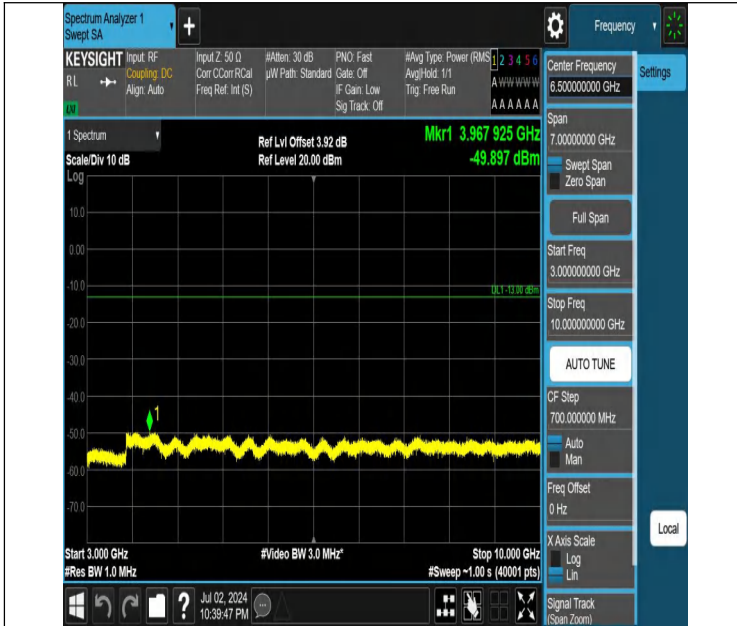 Spectrum Analyzer 1
Swept SA
+
Frequency
KEYSIGHT
RL
Input: RF
Coupling: DC
Align: Auto
Input Z: 50 Ω
Corr CCorr RCal
Freq Ref: Int (S)
#Atten: 30 dB
µW Path: Standard
PNO: Fast
Gate: Off
IF Gain: Low
Sig Track: Off
#Avg Type: Power (RMS
Avg|Hold: 1/1
Trig: Free Run
1 2 3 4 5 6
A W W W W W
A A A A A A
1 Spectrum
Scale/Div 10 dB
Log
Ref Lvl Offset 3.92 dB
Ref Level 20.00 dBm
Mkr1 3.967 925 GHz
-49.897 dBm
10.0
0.00
-10.0
DL1 -13.00 dBm
-20.0
-30.0
-40.0
1
-50.0
-60.0
-70.0
Start 3.000 GHz
#Res BW 1.0 MHz
#Video BW 3.0 MHz*
Stop 10.000 GHz
#Sweep ~1.00 s (40001 pts)
?
Jul 02, 2024
10:39:47 PM
Center Frequency
6.500000000 GHz
Settings
Span
7.00000000 GHz
Swept Span
Zero Span
Full Span
Start Freq
3.000000000 GHz
Stop Freq
10.000000000 GHz
AUTO TUNE
CF Step
700.000000 MHz
Auto
Man
Freq Offset
0 Hz
X Axis Scale
Log
Lin
Local
Signal Track
(Span Zoom)